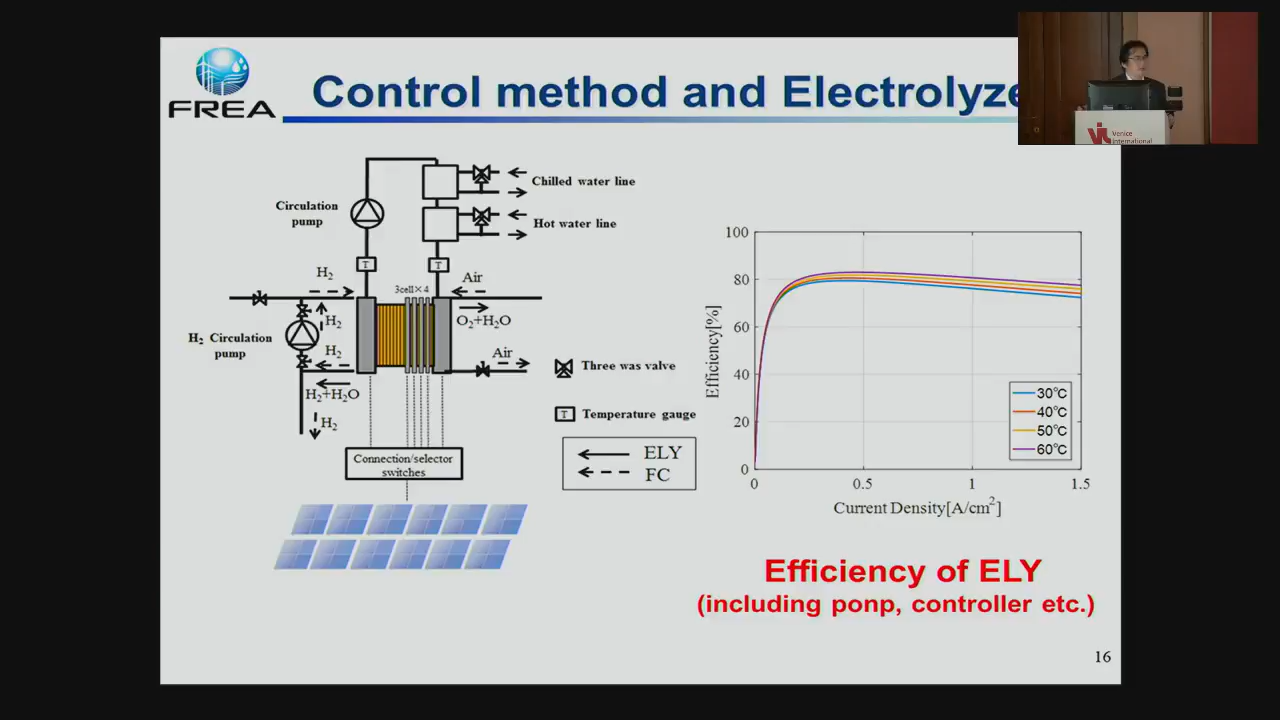 FREA
Control method and Electrolyze
Venice
International
Circulation
pump
Chilled water line
Hot water line
T
T
H2
Air
3cell×4
H2
O2+H2O
H2 Circulation
pump
H2
Air
H2+H2O
H2
Three was valve
T
Temperature gauge
Connection/selector
switches
ELY
FC
100
80
60
40
20
0
Efficiency[%]
0
0.5
1
1.5
Current Density[A/cm2]
30℃
40℃
50℃
60℃
Efficiency of ELY
(including ponp, controller etc.)
16